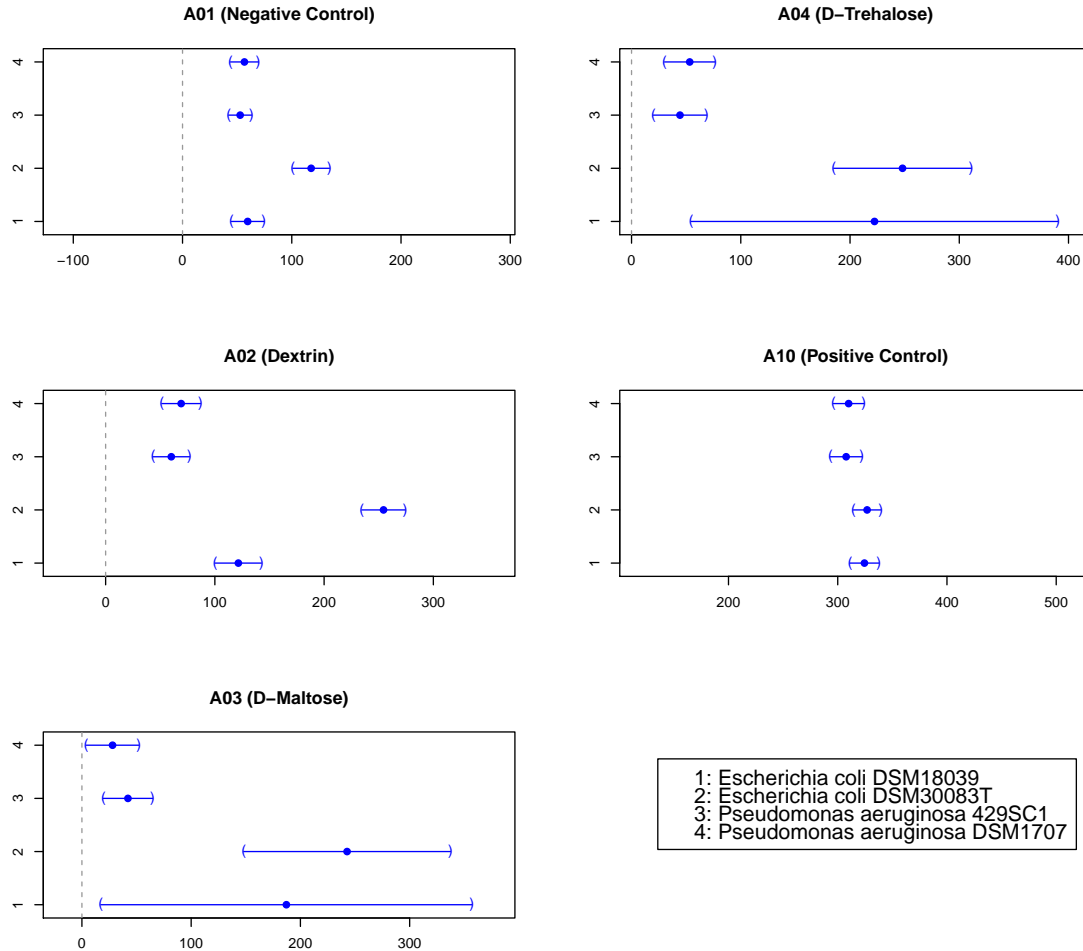 A01 (Negative Control)
4
3
2
1
−100 0 100 200 300
A04 (D−Trehalose)
4
3
2
1
0 100 200 300 400
A02 (Dextrin)
4
3
2
1
0 100 200 300
A10 (Positive Control)
4
3
2
1
200 300 400 500
A03 (D−Maltose)
4
3
2
1
0 100 200 300
1: Escherichia coli DSM18039
2: Escherichia coli DSM30083T
3: Pseudomonas aeruginosa 429SC1
4: Pseudomonas aeruginosa DSM1707